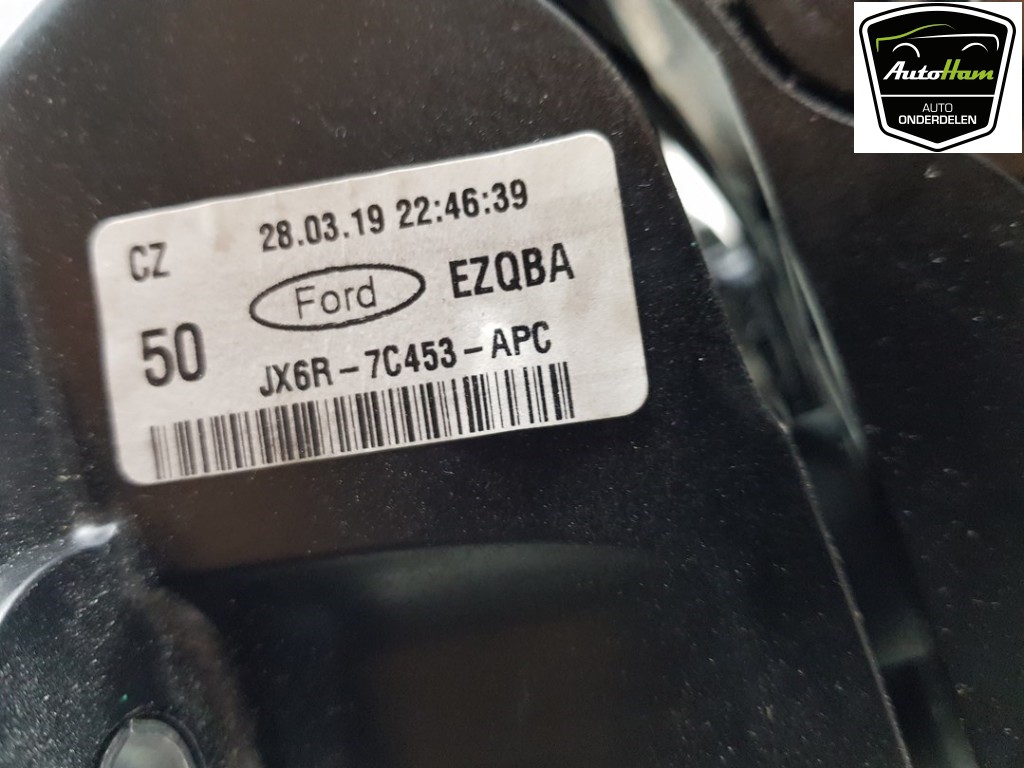 AutoHam
AUTO
ONDERDELEN
CZ 28.03.19 22:46:39
Ford EZQBA
50 JX6R-7C453-APC